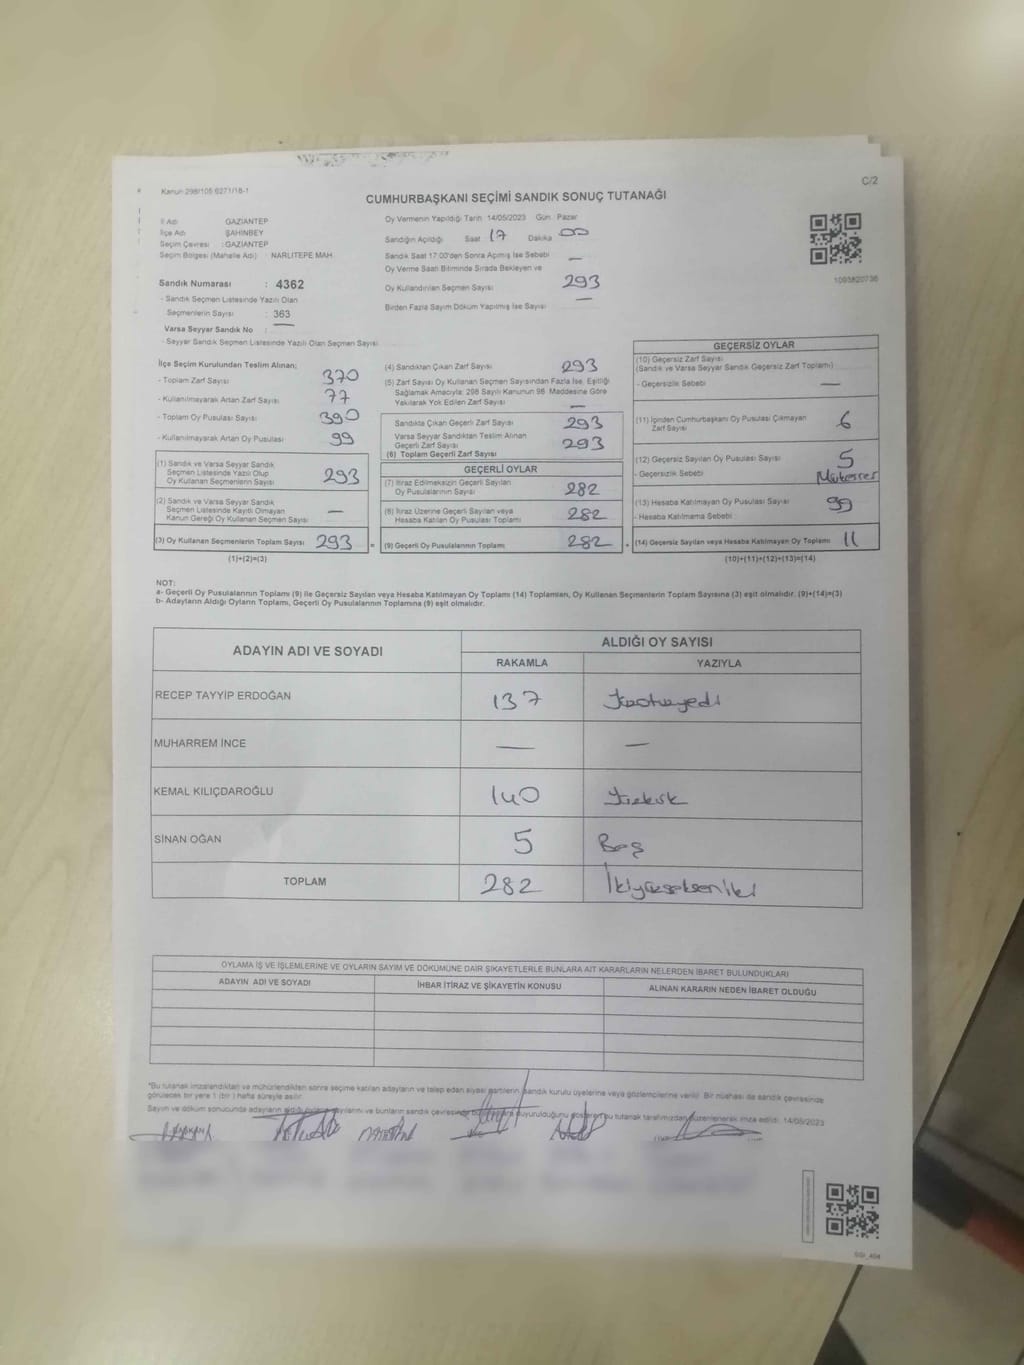 Kanun 298/105 6271/18-1
C/2
CUMHURBAŞKANI SEÇİMİ SANDIK SONUÇ TUTANAĞI
İl Adı GAZİANTEP
İlçe Adı ŞAHİNBEY
Seçim Çevresi : GAZİANTEP
Seçim Bölgesi (Mahalle Adı) : NARLITEPE MAH.
Oy Vermenin Yapıldığı Tarih 14/05/2023 Gün Pazar
Sandığın Açıldığı Saat 17 Dakika 00
Sandık Saat 17:00'den Sonra Açılmış İse Sebebi —
Oy Verme Saati Bitiminde Sırada Bekleyen ve
Oy Kullandırılan Seçmen Sayısı 293
Birden Fazla Sayım Döküm Yapılmış İse Sayısı —
1093820736
Sandık Numarası : 4362
- Sandık Seçmen Listesinde Yazılı Olan
Seçmenlerin Sayısı : 363
Varsa Seyyar Sandık No : —
- Seyyar Sandık Seçmen Listesinde Yazılı Olan Seçmen Sayısı:
İlçe Seçim Kurulundan Teslim Alınan;
- Toplam Zarf Sayısı 370
- Kullanılmayarak Artan Zarf Sayısı 77
- Toplam Oy Pusulası Sayısı 390
- Kullanılmayarak Artan Oy Pusulası 99
(1) Sandık ve Varsa Seyyar Sandık
Seçmen Listesinde Yazılı Olup
Oy Kullanan Seçmenlerin Sayısı 293
(2) Sandık ve Varsa Seyyar Sandık
Seçmen Listesinde Kayıtlı Olmayan
Kanun Gereği Oy Kullanan Seçmen Sayısı —
(3) Oy Kullanan Seçmenlerin Toplam Sayısı 293 =
(1)+(2)=(3)
(4) Sandıktan Çıkan Zarf Sayısı 293
(5) Zarf Sayısı Oy Kullanan Seçmen Sayısından Fazla İse, Eşitliği
Sağlamak Amacıyla; 298 Sayılı Kanunun 98. Maddesine Göre
Yakılarak Yok Edilen Zarf Sayısı —
Sandıkta Çıkan Geçerli Zarf Sayısı 293
Varsa Seyyar Sandıktan Teslim Alınan
Geçerli Zarf Sayısı 293
(6) Toplam Geçerli Zarf Sayısı
GEÇERLİ OYLAR
(7) İtiraz Edilmeksizin Geçerli Sayılan
Oy Pusulalarının Sayısı 282
(8) İtiraz Üzerine Geçerli Sayılan veya
Hesaba Katılan Oy Pusulası Toplamı 282
(9) Geçerli Oy Pusulalarının Toplamı 282 +
GEÇERSİZ OYLAR
(10) Geçersiz Zarf Sayısı
(Sandık ve Varsa Seyyar Sandık Geçersiz Zarf Toplamı)
- Geçersizlik Sebebi —
(11) İçinden Cumhurbaşkanı Oy Pusulası Çıkmayan
Zarf Sayısı 6
(12) Geçersiz Sayılan Oy Pusulası Sayısı 5
- Geçersizlik Sebebi
(13) Hesaba Katılmayan Oy Pusulası Sayısı 99
- Hesaba Katılmama Sebebi
(14) Geçersiz Sayılan veya Hesaba Katılmayan Oy Toplamı 11
(10)+(11)+(12)+(13)=(14)
NOT:
a- Geçerli Oy Pusulalarının Toplamı (9) ile Geçersiz Sayılan veya Hesaba Katılmayan Oy Toplamı (14) Toplamları, Oy Kullanan Seçmenlerin Toplam Sayısına (3) eşit olmalıdır. (9)+(14)=(3)
b- Adayların Aldığı Oyların Toplamı, Geçerli Oy Pusulalarının Toplamına (9) eşit olmalıdır.
ADAYIN ADI VE SOYADI ALDIĞI OY SAYISI
RAKAMLA YAZIYLA
RECEP TAYYİP ERDOĞAN 137
MUHARREM İNCE — —
KEMAL KILIÇDAROĞLU 140
SİNAN OĞAN 5 Beş
TOPLAM 282 İkiyüzsekseniki
OYLAMA İŞ VE İŞLEMLERİNE VE OYLARIN SAYIM VE DÖKÜMÜNE DAİR ŞİKAYETLERLE BUNLARA AİT KARARLARIN NELERDEN İBARET BULUNDUKLARI
ADAYIN ADI VE SOYADI İHBAR İTİRAZ VE ŞİKAYETİN KONUSU ALINAN KARARIN NEDEN İBARET OLDUĞU
*Bu tutanak imzalandıktan ve mühürlendikten sonra seçime katılan adayların ve talep eden siyasi partilerin, sandık kurulu üyelerine veya gözlemcilerine verilir. Bir nüshası da sandık çevresinde
görülecek bir yere 1 (bir) hafta süreyle asılır.
Sayım ve döküm sonucunda adayların aldığı ve bunların sandık çevresinde duyurulduğunu gösteren bu tutanak tarafımızdan düzenlenerek imza edildi. 14/05/2023
BAŞKAN